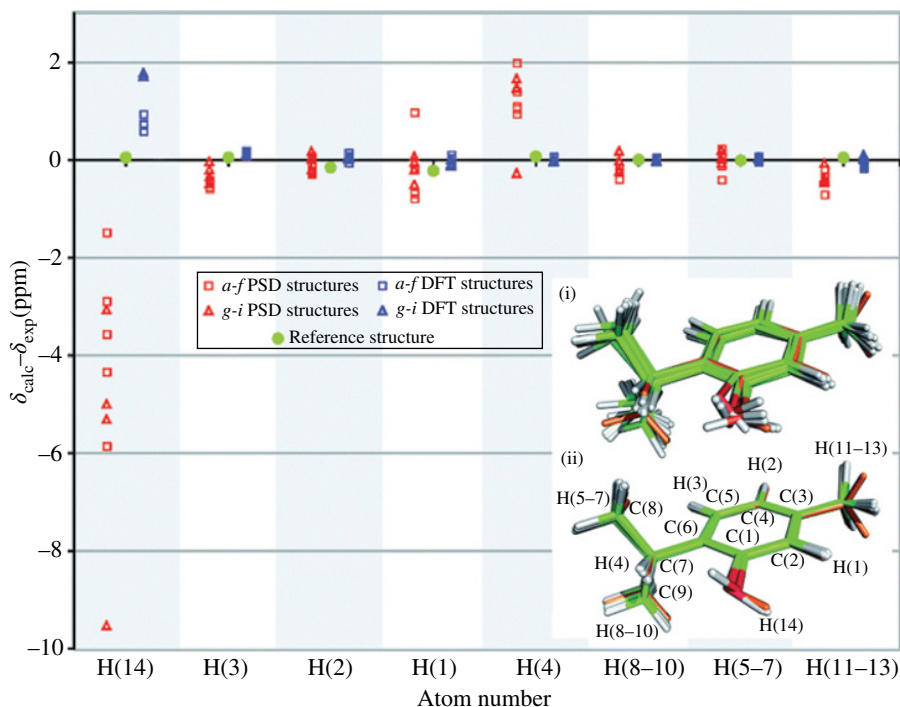 δcalc–δexp(ppm)
2
0
–2
–4
–6
–8
–10
a-f PSD structures
a-f DFT structures
g-i PSD structures
g-i DFT structures
Reference structure
(i)
(ii)
H(11–13)
H(2)
H(3)
H(5–7)
C(5)
C(3)
C(8)
C(4)
C(6)
C(1)
C(2)
H(4)
C(7)
H(1)
C(9)
H(14)
H(8–10)
H(14)
H(3)
H(2)
H(1)
H(4)
H(8–10)
H(5–7)
H(11–13)
Atom number